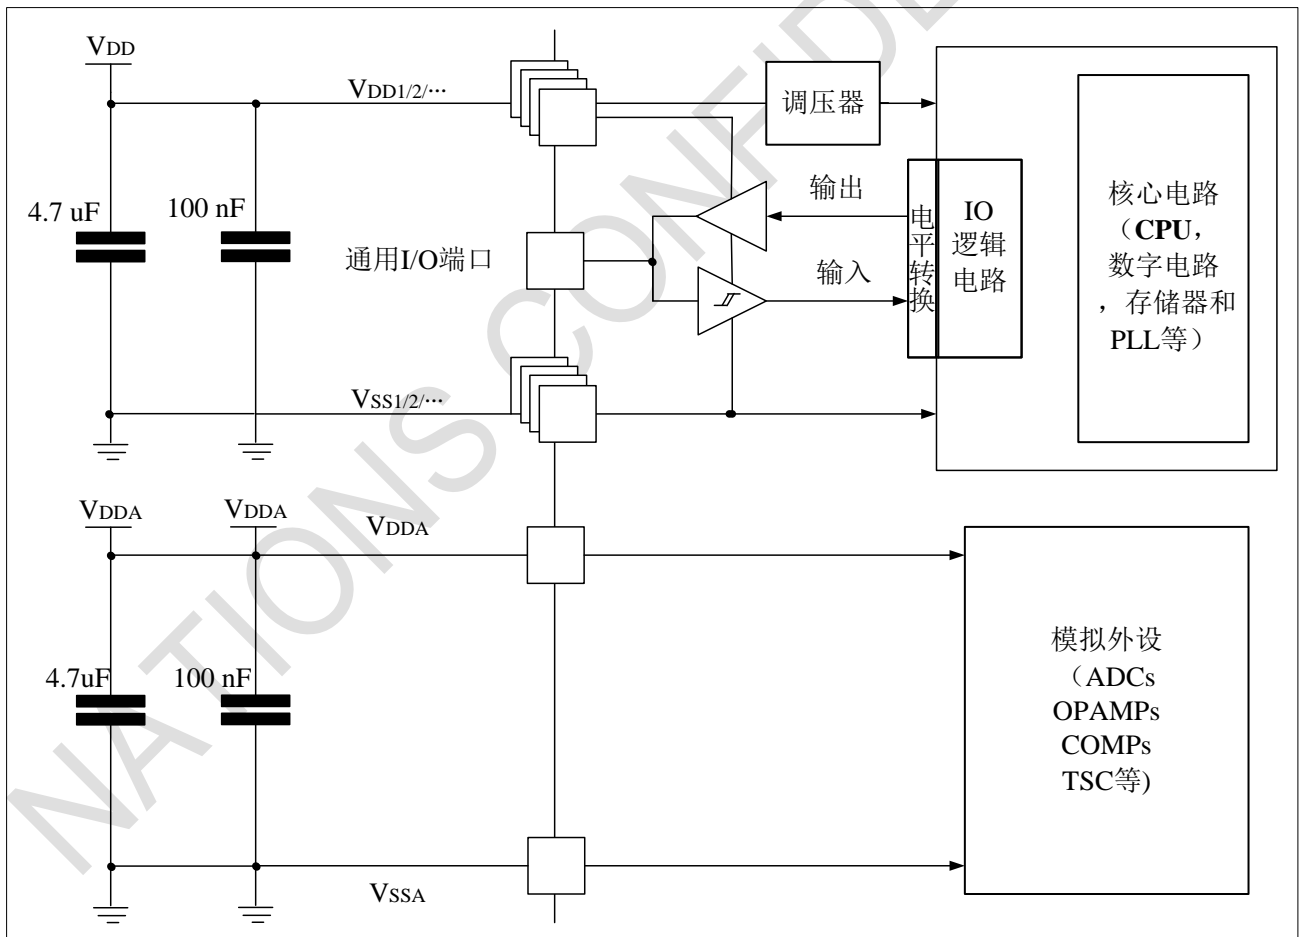 VDD
VDD1/2/···
调压器
4.7 uF
100 nF
输出
通用I/O端口
输入
电
平
转
换
IO
逻辑
电路
核心电路
（CPU，
数字电路
，存储器和
PLL等）
VSS1/2/···
VDDA
VDDA
VDDA
4.7uF
100 nF
模拟外设
（ADCs
OPAMPs
COMPs
TSC等)
VSSA
NATIONS CONFIDE